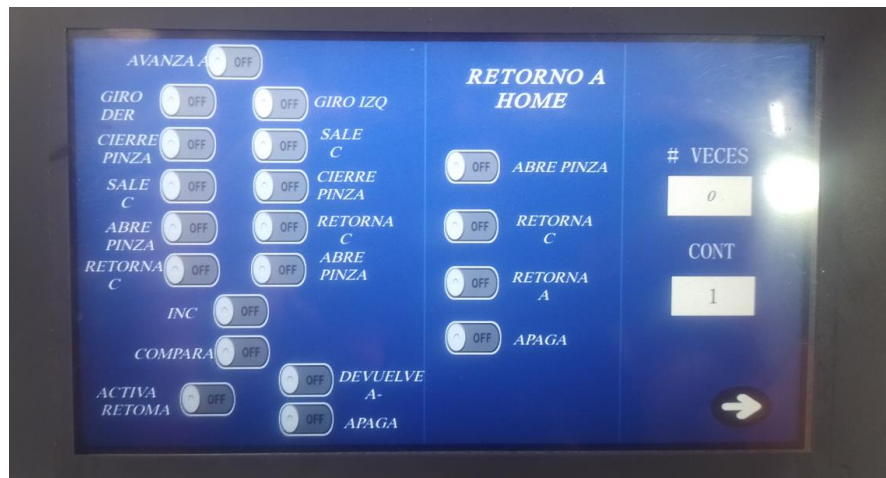 AVANZA A OFF
GIRO
DER
OFF
OFF
GIRO IZQ
CIERRE
PINZA
OFF
OFF
SALE
C
SALE
C
OFF
OFF
CIERRE
PINZA
ABRE
PINZA
OFF
OFF
RETORNA
C
RETORNA
C
OFF
OFF
ABRE
PINZA
INC OFF
COMPARA OFF
ACTIVA
RETOMA
OFF
OFF
DEVUELVE
A-
OFF APAGA
RETORNO A
HOME
OFF ABRE PINZA
OFF
RETORNA
C
OFF
RETORNA
A
OFF APAGA
# VECES
0
CONT
1